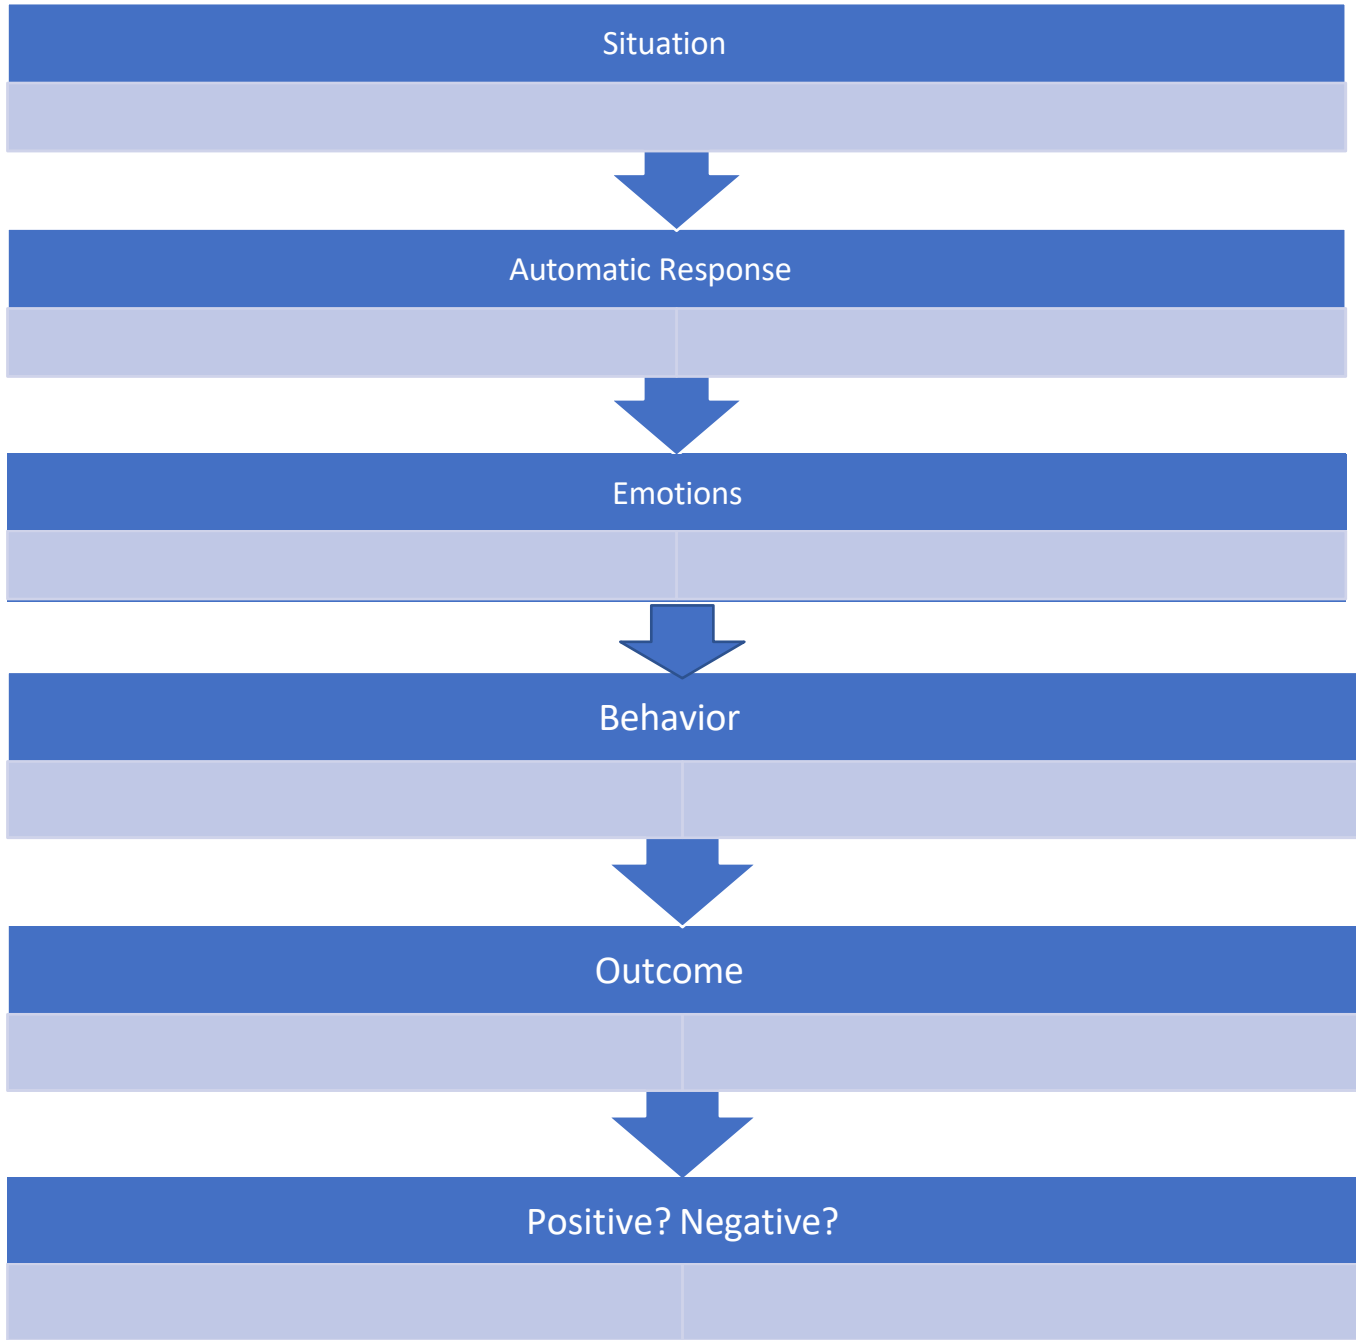 Situation
Automatic Response
Emotions
Behavior
Outcome
Positive? Negative?